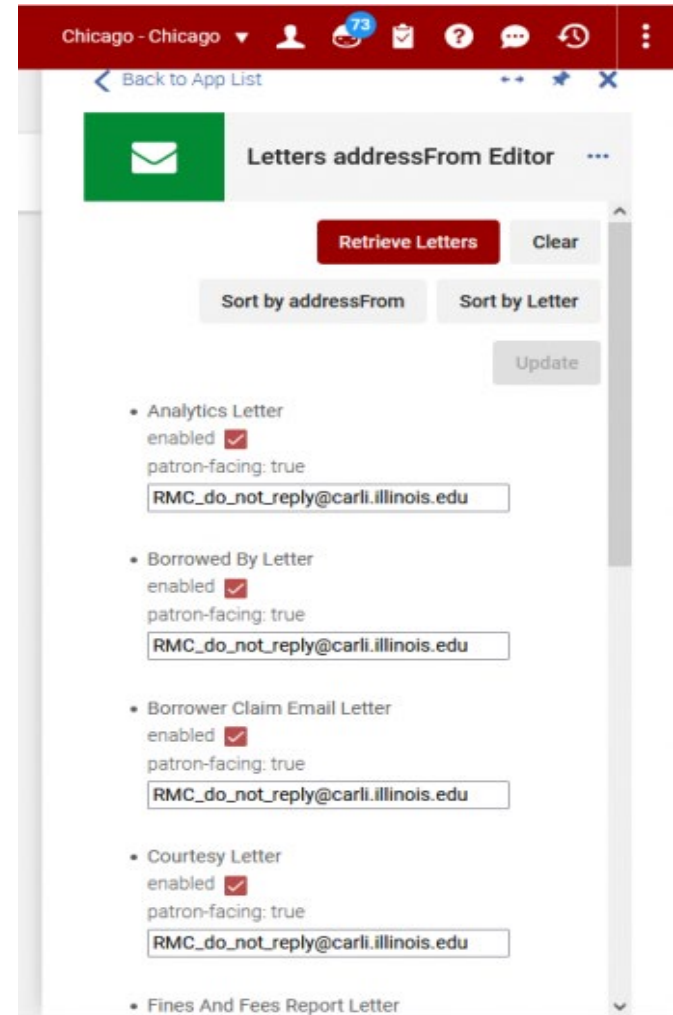 Chicago - Chicago
73
Back to App List
Letters addressFrom Editor
Retrieve Letters
Clear
Sort by addressFrom
Sort by Letter
Update
• Analytics Letter
enabled
patron-facing: true
RMC_do_not_reply@carli.illinois.edu
• Borrowed By Letter
enabled
patron-facing: true
RMC_do_not_reply@carli.illinois.edu
• Borrower Claim Email Letter
enabled
patron-facing: true
RMC_do_not_reply@carli.illinois.edu
• Courtesy Letter
enabled
patron-facing: true
RMC_do_not_reply@carli.illinois.edu
• Fines And Fees Report Letter